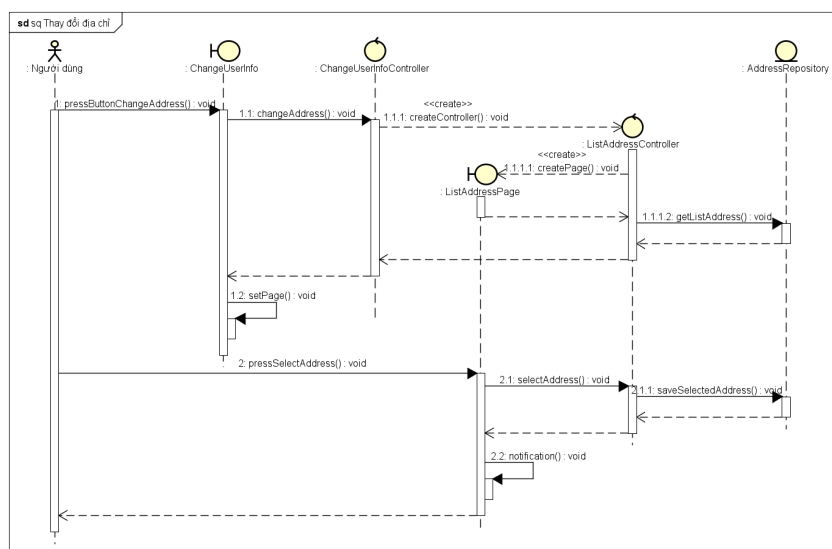 sd sq Thay đổi địa chỉ
: Người dùng
: ChangeUserInfo
: ChangeUserInfoController
: AddressRepository
1: pressButtonChangeAddress() : void
1.1: changeAddress() : void
<<create>>
1.1.1: createController() : void
: ListAddressController
<<create>>
1.1.1.1: createPage() : void
: ListAddressPage
1.1.1.2: getListAddress() : void
1.2: setPage() : void
2: pressSelectAddress() : void
2.1: selectAddress() : void
2.1.1: saveSelectedAddress() : void
2.2: notification() : void